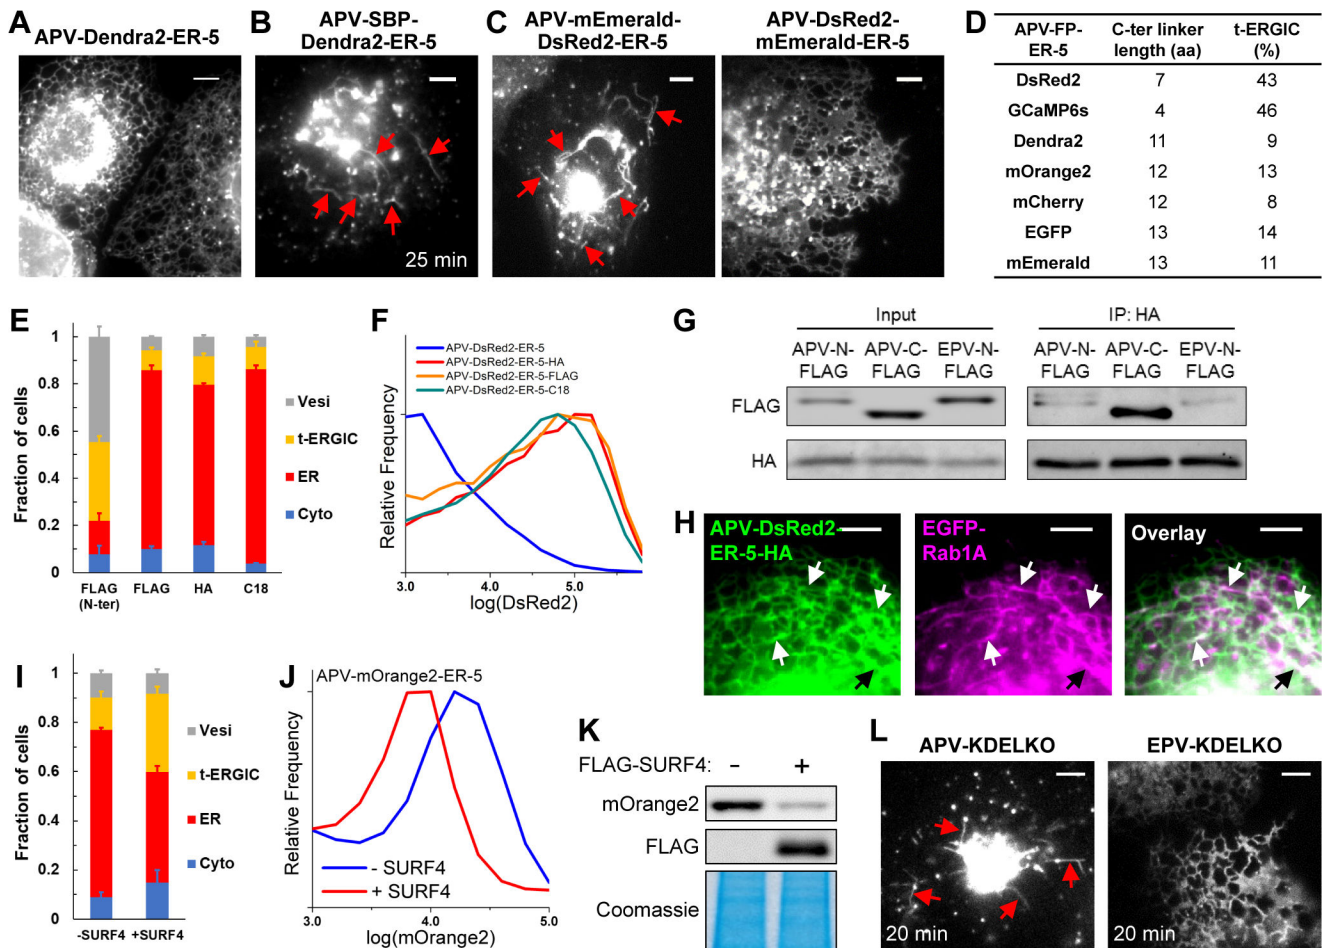 A
APV-Dendra2-ER-5
B
APV-SBP-
Dendra2-ER-5
25 min
C
APV-mEmerald-
DsRed2-ER-5
APV-DsRed2-
mEmerald-ER-5
D
APV-FP- C-ter linker t-ERGIC
ER-5 length (aa) (%)
DsRed2 7 43
GCaMP6s 4 46
Dendra2 11 9
mOrange2 12 13
mCherry 12 8
EGFP 13 14
mEmerald 13 11
E
Fraction of cells
1
0.8
0.6
0.4
0.2
0
FLAG FLAG HA C18
(N-ter)
Vesi
t-ERGIC
ER
Cyto
F
APV-DsRed2-ER-5
APV-DsRed2-ER-5-HA
APV-DsRed2-ER-5-FLAG
APV-DsRed2-ER-5-C18
Relative Frequency
3.0 4.0 5.0
log(DsRed2)
G
Input IP: HA
APV-N- APV-C- EPV-N- APV-N- APV-C- EPV-N-
FLAG FLAG FLAG FLAG FLAG FLAG
FLAG
HA
H
APV-DsRed2-
ER-5-HA
EGFP-
Rab1A
Overlay
I
Fraction of cells
1
0.8
0.6
0.4
0.2
0
-SURF4 +SURF4
Vesi
t-ERGIC
ER
Cyto
J
APV-mOrange2-ER-5
Relative Frequency
- SURF4
+ SURF4
3.0 4.0 5.0
log(mOrange2)
K
FLAG-SURF4: - +
mOrange2
FLAG
Coomassie
L
APV-KDELKO
20 min
EPV-KDELKO
20 min